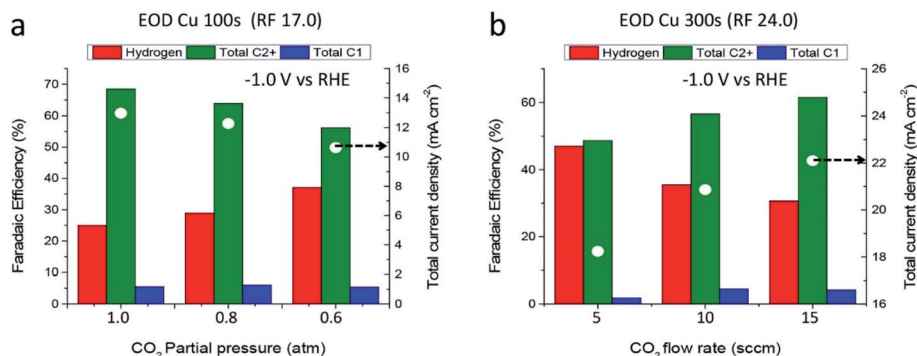 a
EOD Cu 100s (RF 17.0)
Hydrogen Total C2+ Total C1
-1.0 V vs RHE
Faradaic Efficiency (%)
70
60
50
40
30
20
10
0
16
14
12
10
8
6
4
2
0
Total current density (mA cm⁻²)
1.0 0.8 0.6
CO₂ Partial pressure (atm)
b
EOD Cu 300s (RF 24.0)
Hydrogen Total C2+ Total C1
-1.0 V vs RHE
Faradaic Efficiency (%)
60
40
20
0
26
24
22
20
18
16
Total current density (mA cm⁻²)
5 10 15
CO₂ flow rate (sccm)